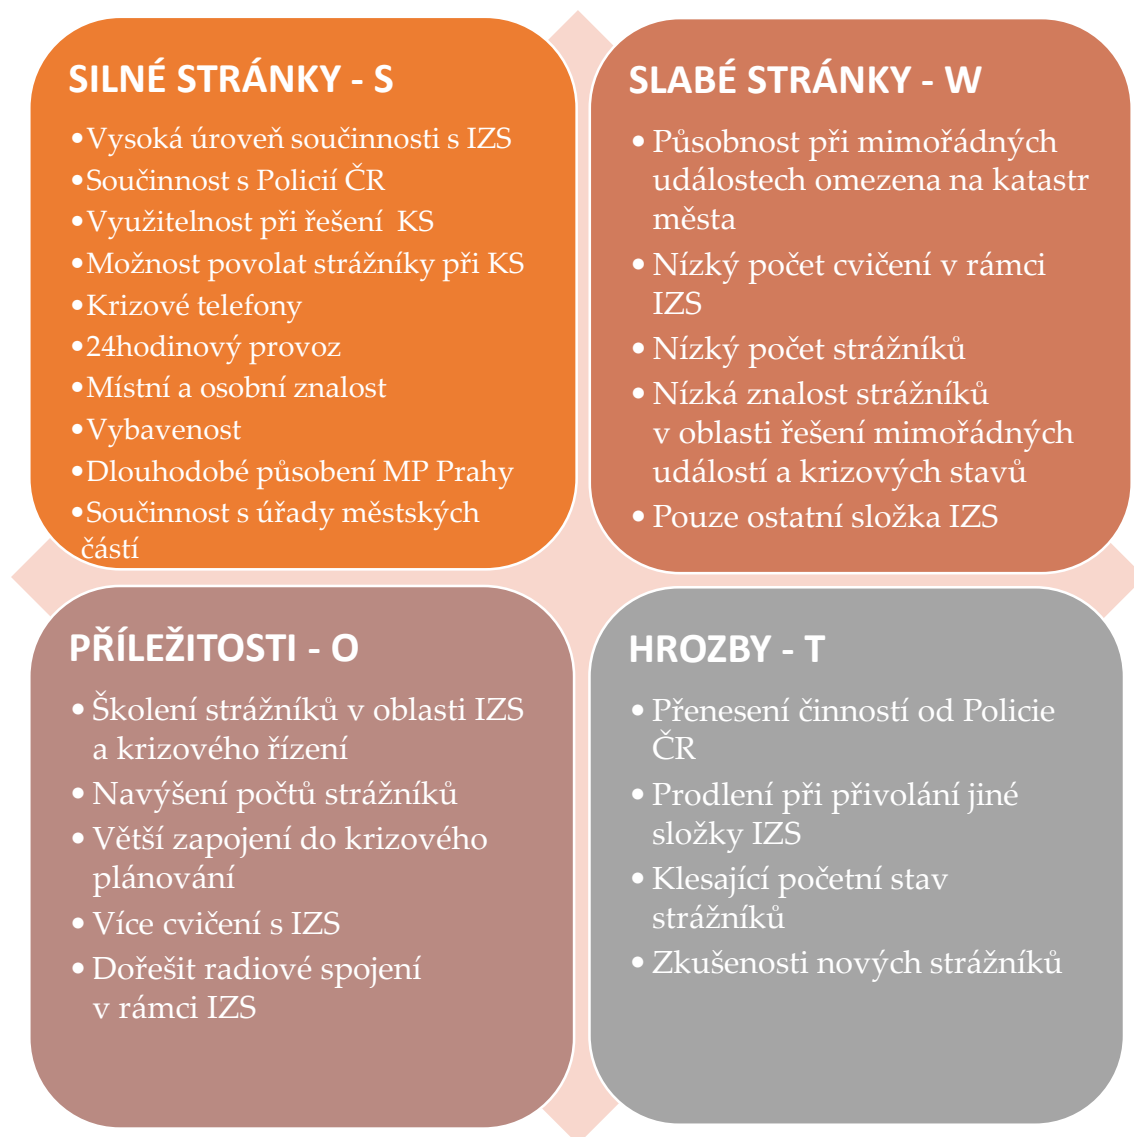 SILNÉ STRÁNKY - S
•Vysoká úroveň součinnosti s IZS
•Součinnost s Policií ČR
•Využitelnost při řešení  KS
•Možnost povolat strážníky při KS
•Krizové telefony
•24hodinový provoz
•Místní a osobní znalost
•Vybavenost
•Dlouhodobé působení MP Prahy
•Součinnost s úřady městských
částí
SLABÉ STRÁNKY - W
•Působnost při mimořádných
událostech omezena na katastr
města
•Nízký počet cvičení v rámci
IZS
•Nízký počet strážníků
•Nízká znalost strážníků
v oblasti řešení mimořádných
událostí a krizových stavů
•Pouze ostatní složka IZS
PŘÍLEŽITOSTI - O
•Školení strážníků v oblasti IZS
a krizového řízení
•Navýšení počtů strážníků
•Větší zapojení do krizového
plánování
•Více cvičení s IZS
•Dořešit radiové spojení
v rámci IZS
HROZBY - T
•Přenesení činností od Policie
ČR
•Prodlení při přivolání jiné
složky IZS
•Klesající početní stav
strážníků
•Zkušenosti nových strážníků